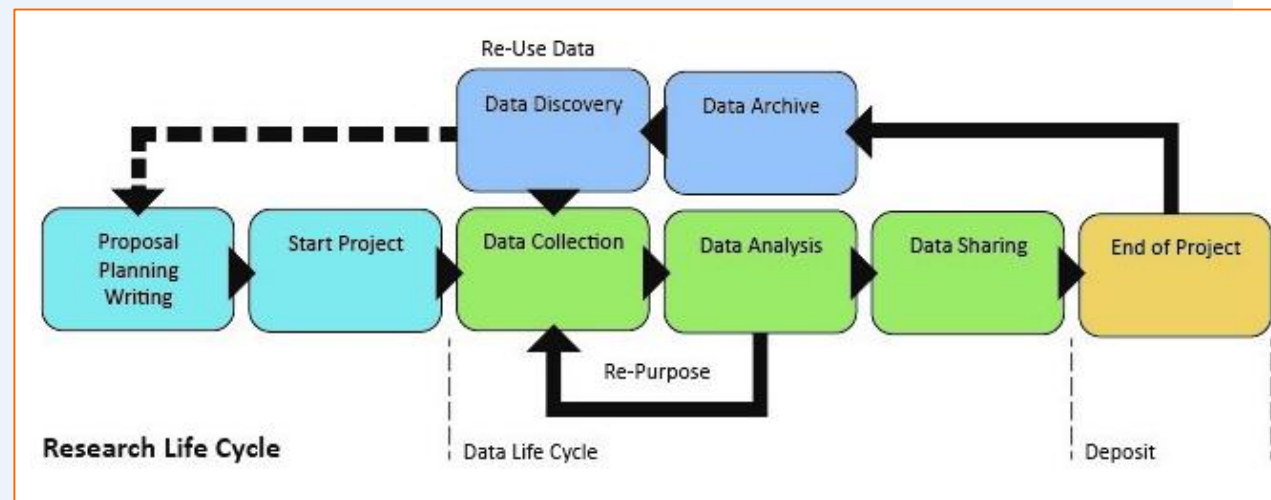 Re-Use Data
Data Discovery
Data Archive
Proposal
Planning
Writing
Start Project
Data Collection
Data Analysis
Data Sharing
End of Project
Re-Purpose
Research Life Cycle
Data Life Cycle
Deposit